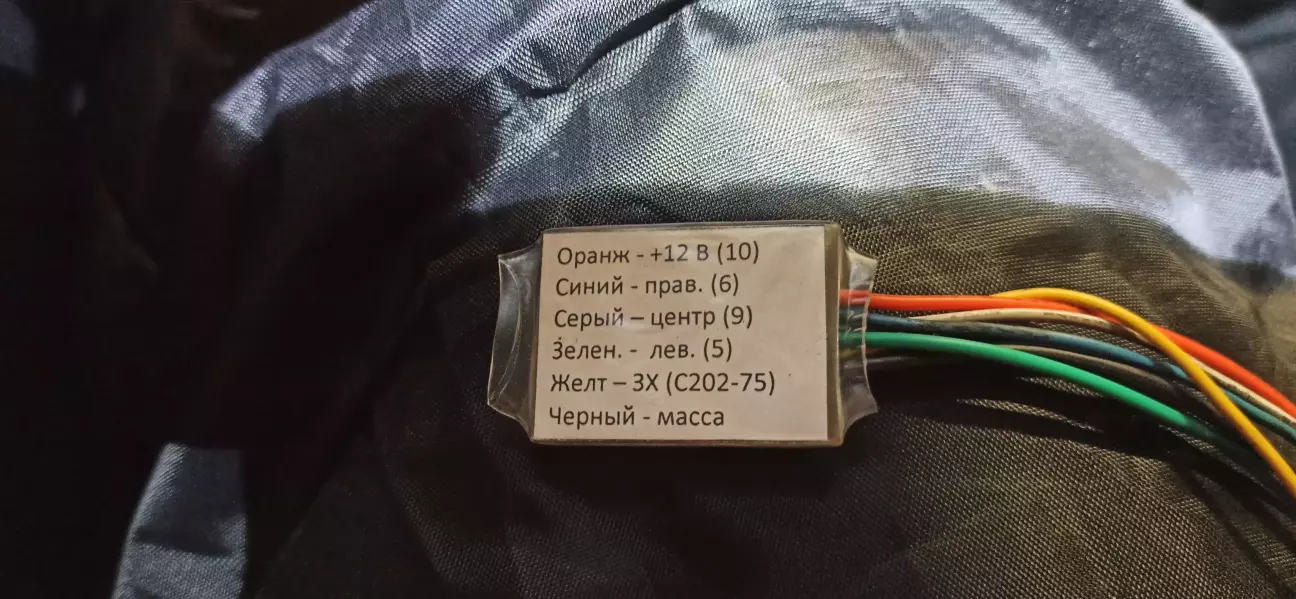 Оранж - +12 В (10)
Синий - прав. (6)
Серый – центр (9)
Зелен. - лев. (5)
Желт – ЗХ (С202-75)
Черный - масса